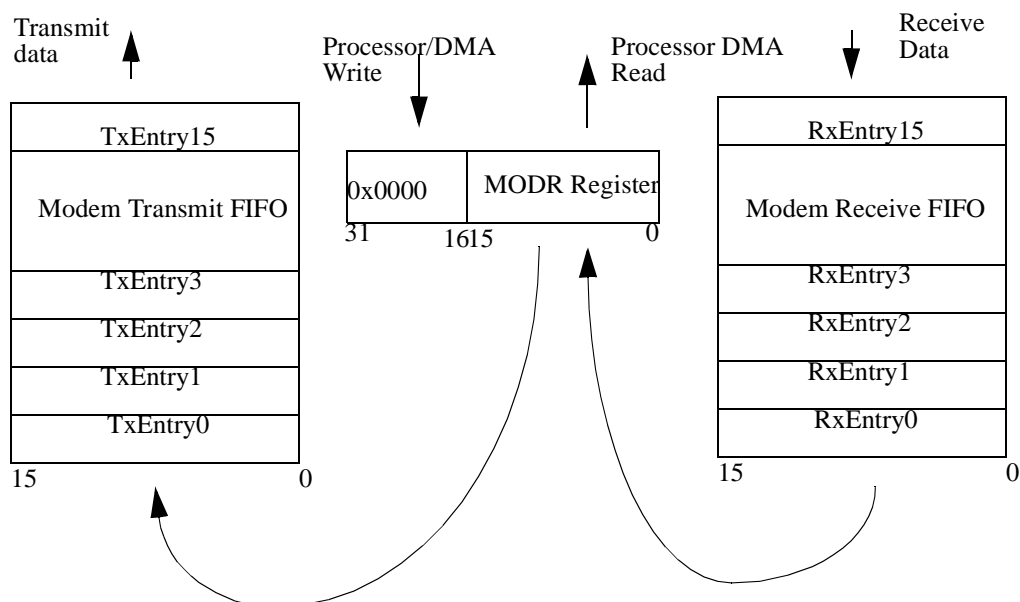 Transmit
data
Processor/DMA
Write
Processor DMA
Read
Receive
Data
TxEntry15
Modem Transmit FIFO
TxEntry3
TxEntry2
TxEntry1
TxEntry0
15 0
0x0000 MODR Register
31 1615 0
RxEntry15
Modem Receive FIFO
RxEntry3
RxEntry2
RxEntry1
RxEntry0
15 0